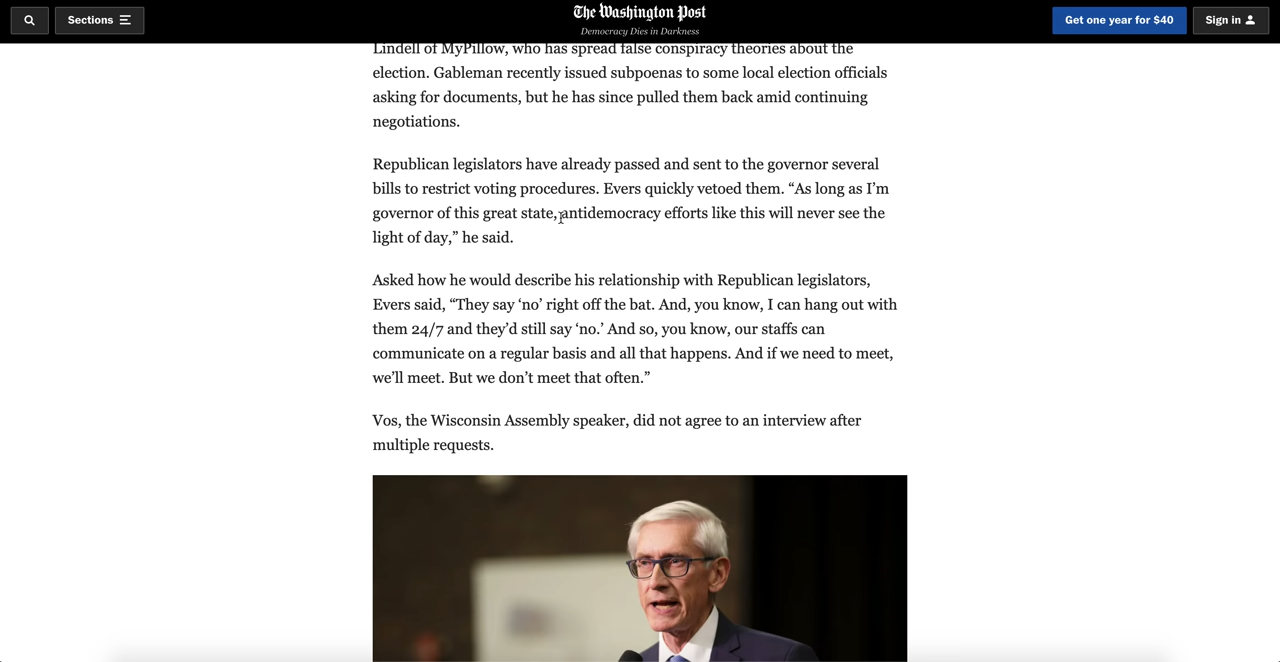 Sections
The Washington Post
Democracy Dies in Darkness
Get one year for $40
Sign in
Lindell of MyPillow, who has spread false conspiracy theories about the
election. Gableman recently issued subpoenas to some local election officials
asking for documents, but he has since pulled them back amid continuing
negotiations.
Republican legislators have already passed and sent to the governor several
bills to restrict voting procedures. Evers quickly vetoed them. “As long as I’m
governor of this great state, antidemocracy efforts like this will never see the
light of day,” he said.
Asked how he would describe his relationship with Republican legislators,
Evers said, “They say ‘no’ right off the bat. And, you know, I can hang out with
them 24/7 and they’d still say ‘no.’ And so, you know, our staffs can
communicate on a regular basis and all that happens. And if we need to meet,
we’ll meet. But we don’t meet that often.”
Vos, the Wisconsin Assembly speaker, did not agree to an interview after
multiple requests.